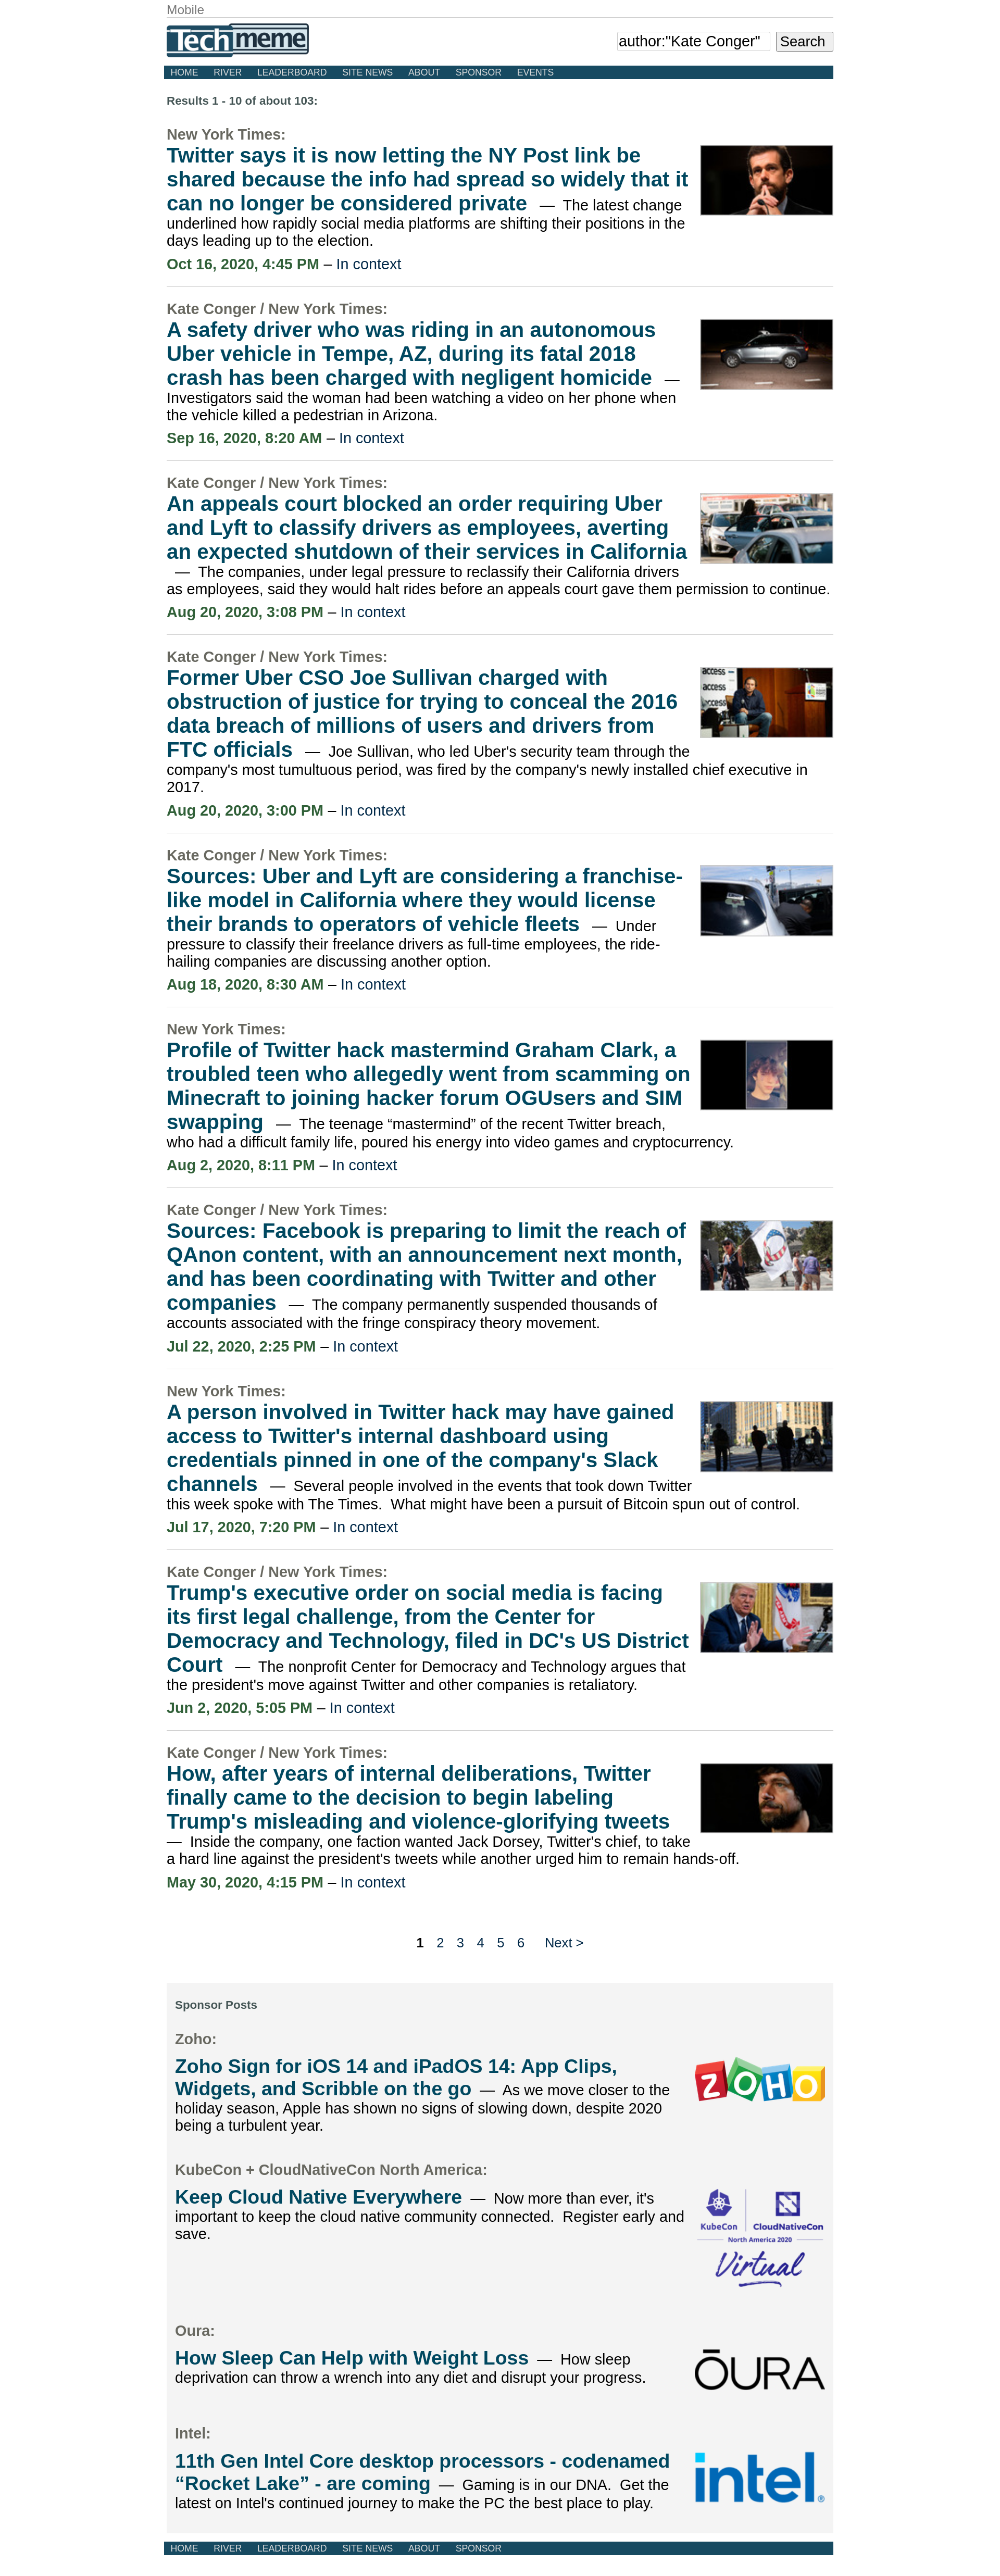 Mobile
Techmeme
author:"Kate Conger"
Search
HOME RIVER LEADERBOARD SITE NEWS ABOUT SPONSOR EVENTS
Results 1 - 10 of about 103:
New York Times:
Twitter says it is now letting the NY Post link be
shared because the info had spread so widely that it
can no longer be considered private — The latest change
underlined how rapidly social media platforms are shifting their positions in the
days leading up to the election.
Oct 16, 2020, 4:45 PM – In context
Kate Conger / New York Times:
A safety driver who was riding in an autonomous
Uber vehicle in Tempe, AZ, during its fatal 2018
crash has been charged with negligent homicide —
Investigators said the woman had been watching a video on her phone when
the vehicle killed a pedestrian in Arizona.
Sep 16, 2020, 8:20 AM – In context
Kate Conger / New York Times:
An appeals court blocked an order requiring Uber
and Lyft to classify drivers as employees, averting
an expected shutdown of their services in California
— The companies, under legal pressure to reclassify their California drivers
as employees, said they would halt rides before an appeals court gave them permission to continue.
Aug 20, 2020, 3:08 PM – In context
Kate Conger / New York Times:
Former Uber CSO Joe Sullivan charged with
obstruction of justice for trying to conceal the 2016
data breach of millions of users and drivers from
FTC officials — Joe Sullivan, who led Uber's security team through the
company's most tumultuous period, was fired by the company's newly installed chief executive in
2017.
access
access
access
Aug 20, 2020, 3:00 PM – In context
Kate Conger / New York Times:
Sources: Uber and Lyft are considering a franchise-
like model in California where they would license
their brands to operators of vehicle fleets — Under
pressure to classify their freelance drivers as full-time employees, the ride-
hailing companies are discussing another option.
Aug 18, 2020, 8:30 AM – In context
New York Times:
Profile of Twitter hack mastermind Graham Clark, a
troubled teen who allegedly went from scamming on
Minecraft to joining hacker forum OGUsers and SIM
swapping — The teenage “mastermind” of the recent Twitter breach,
who had a difficult family life, poured his energy into video games and cryptocurrency.
Aug 2, 2020, 8:11 PM – In context
Kate Conger / New York Times:
Sources: Facebook is preparing to limit the reach of
QAnon content, with an announcement next month,
and has been coordinating with Twitter and other
companies — The company permanently suspended thousands of
accounts associated with the fringe conspiracy theory movement.
Jul 22, 2020, 2:25 PM – In context
New York Times:
A person involved in Twitter hack may have gained
access to Twitter's internal dashboard using
credentials pinned in one of the company's Slack
channels — Several people involved in the events that took down Twitter
this week spoke with The Times. What might have been a pursuit of Bitcoin spun out of control.
Jul 17, 2020, 7:20 PM – In context
Kate Conger / New York Times:
Trump's executive order on social media is facing
its first legal challenge, from the Center for
Democracy and Technology, filed in DC's US District
Court — The nonprofit Center for Democracy and Technology argues that
the president's move against Twitter and other companies is retaliatory.
Jun 2, 2020, 5:05 PM – In context
Kate Conger / New York Times:
How, after years of internal deliberations, Twitter
finally came to the decision to begin labeling
Trump's misleading and violence-glorifying tweets
— Inside the company, one faction wanted Jack Dorsey, Twitter's chief, to take
a hard line against the president's tweets while another urged him to remain hands-off.
May 30, 2020, 4:15 PM – In context
1 2 3 4 5 6 Next >
Sponsor Posts
Zoho:
Zoho Sign for iOS 14 and iPadOS 14: App Clips,
Widgets, and Scribble on the go — As we move closer to the
holiday season, Apple has shown no signs of slowing down, despite 2020
being a turbulent year.
ZOHO
KubeCon + CloudNativeCon North America:
Keep Cloud Native Everywhere — Now more than ever, it's
important to keep the cloud native community connected. Register early and
save.
KubeCon CloudNativeCon
North America 2020
Virtual
Oura:
How Sleep Can Help with Weight Loss — How sleep
deprivation can throw a wrench into any diet and disrupt your progress.
ŌURA
Intel:
11th Gen Intel Core desktop processors - codenamed
“Rocket Lake” - are coming — Gaming is in our DNA. Get the
latest on Intel's continued journey to make the PC the best place to play.
intel®
HOME RIVER LEADERBOARD SITE NEWS ABOUT SPONSOR